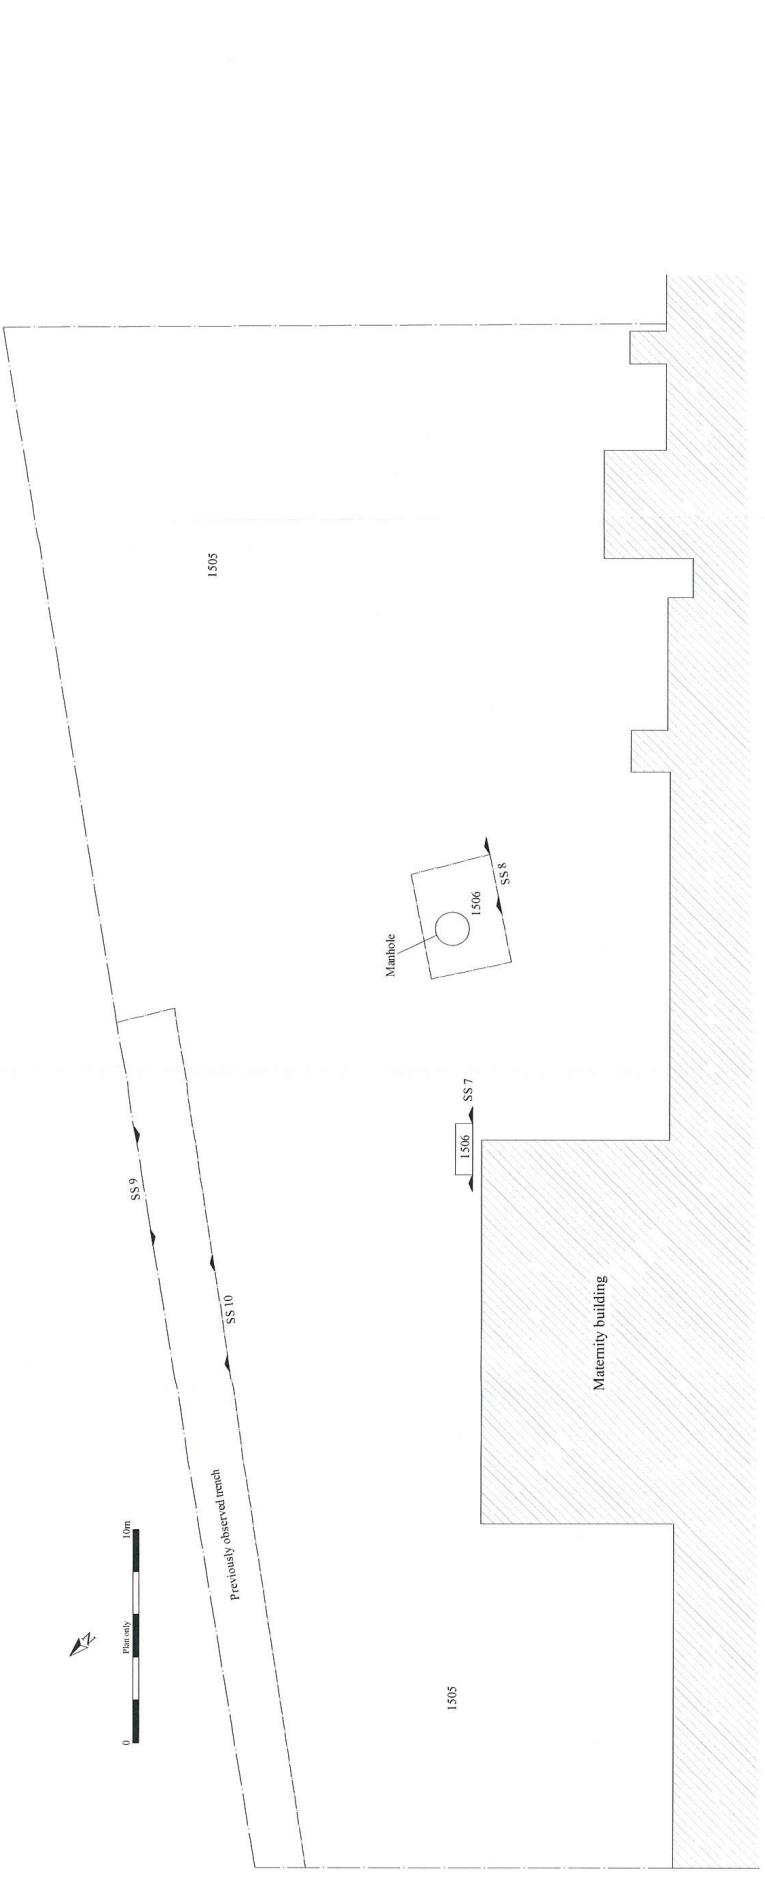 1505
Manhole
1506
SS 8
SS 7
1506
SS 9
SS 10
Maternity building
Previously observed trench
0
Plan only
10m
N
1505